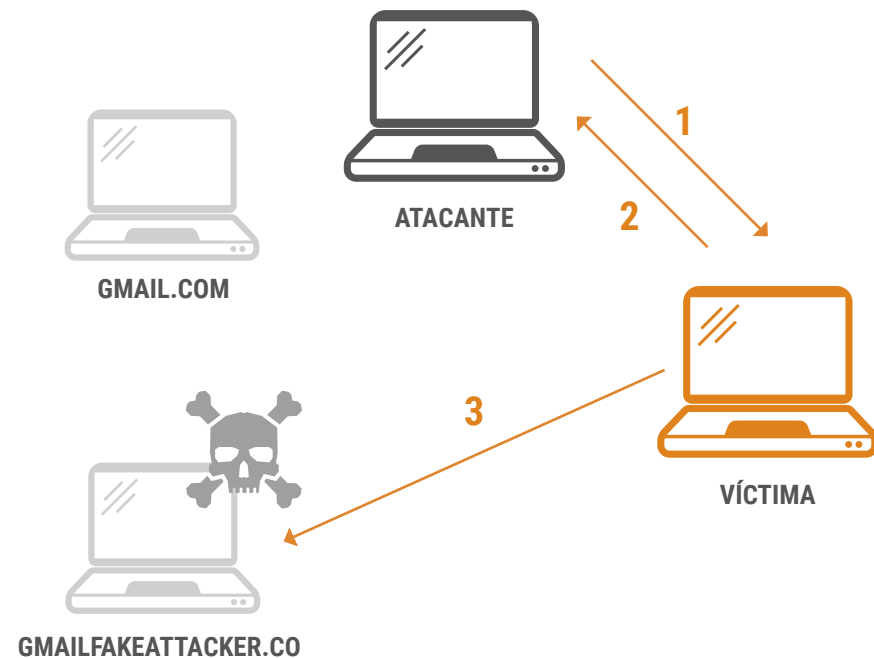 1
2
ATACANTE
GMAIL.COM
3
VÍCTIMA
GMAILFAKEATTACKER.CO